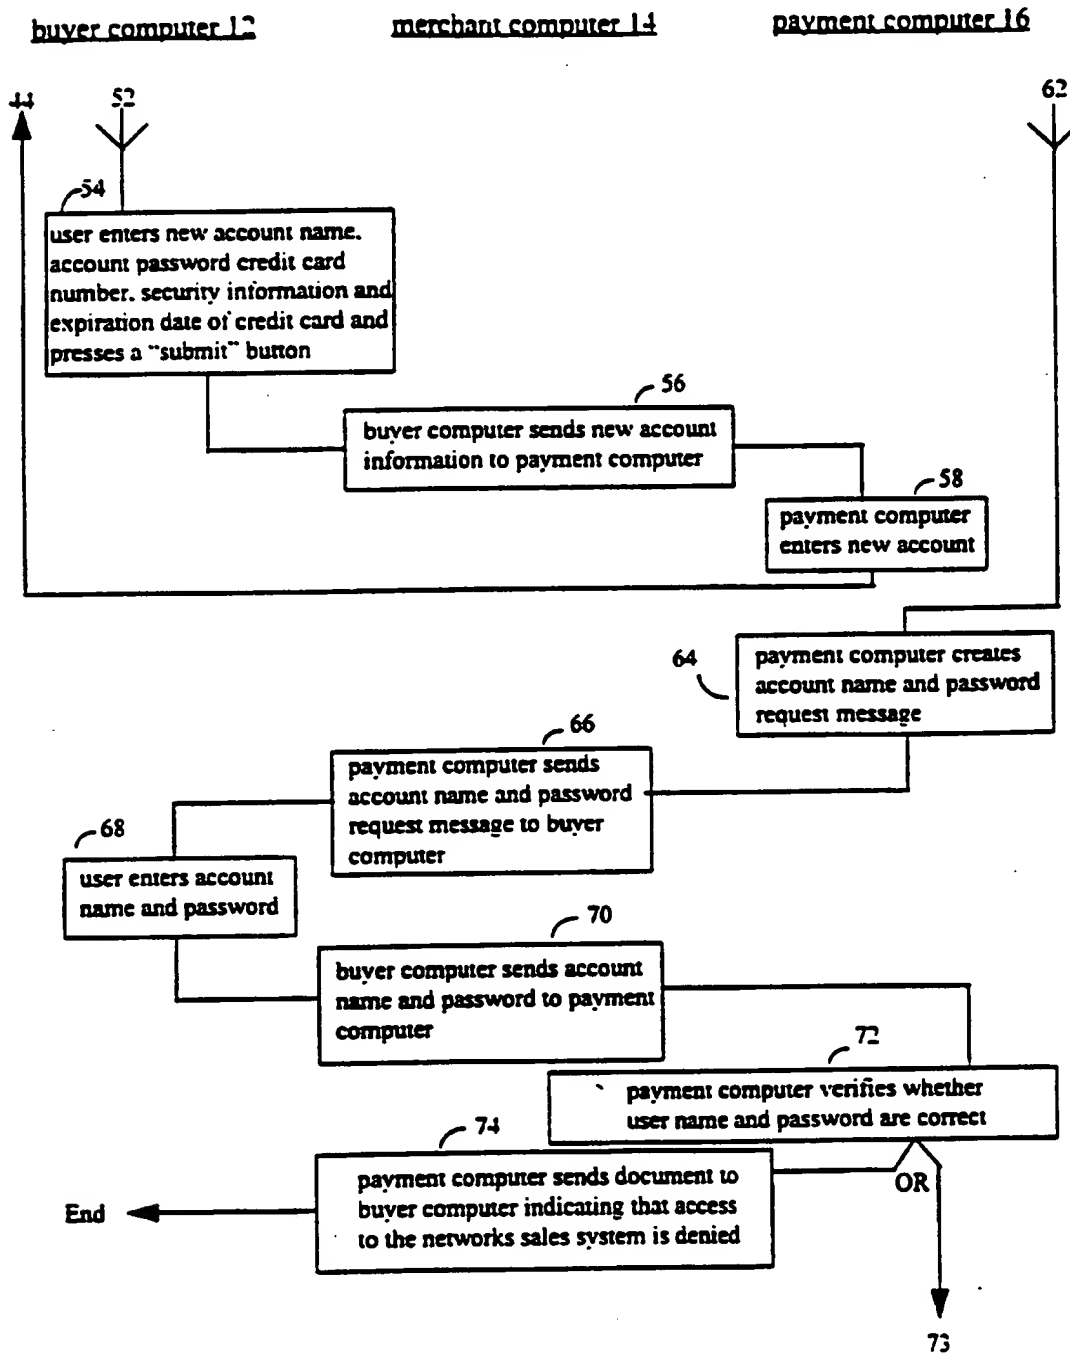 buyer computer 12
merchant computer 14
payment computer 16
44
52
62
54
user enters new account name.
account password credit card
number. security information and
expiration date of credit card and
presses a "submit" button
56
buyer computer sends new account
information to payment computer
58
payment computer
enters new account
64
payment computer creates
account name and password
request message
66
payment computer sends
account name and password
request message to buyer
computer
68
user enters account
name and password
70
buyer computer sends account
name and password to payment
computer
72
payment computer verifies whether
user name and password are correct
OR
74
payment computer sends document to
buyer computer indicating that access
to the networks sales system is denied
End
73